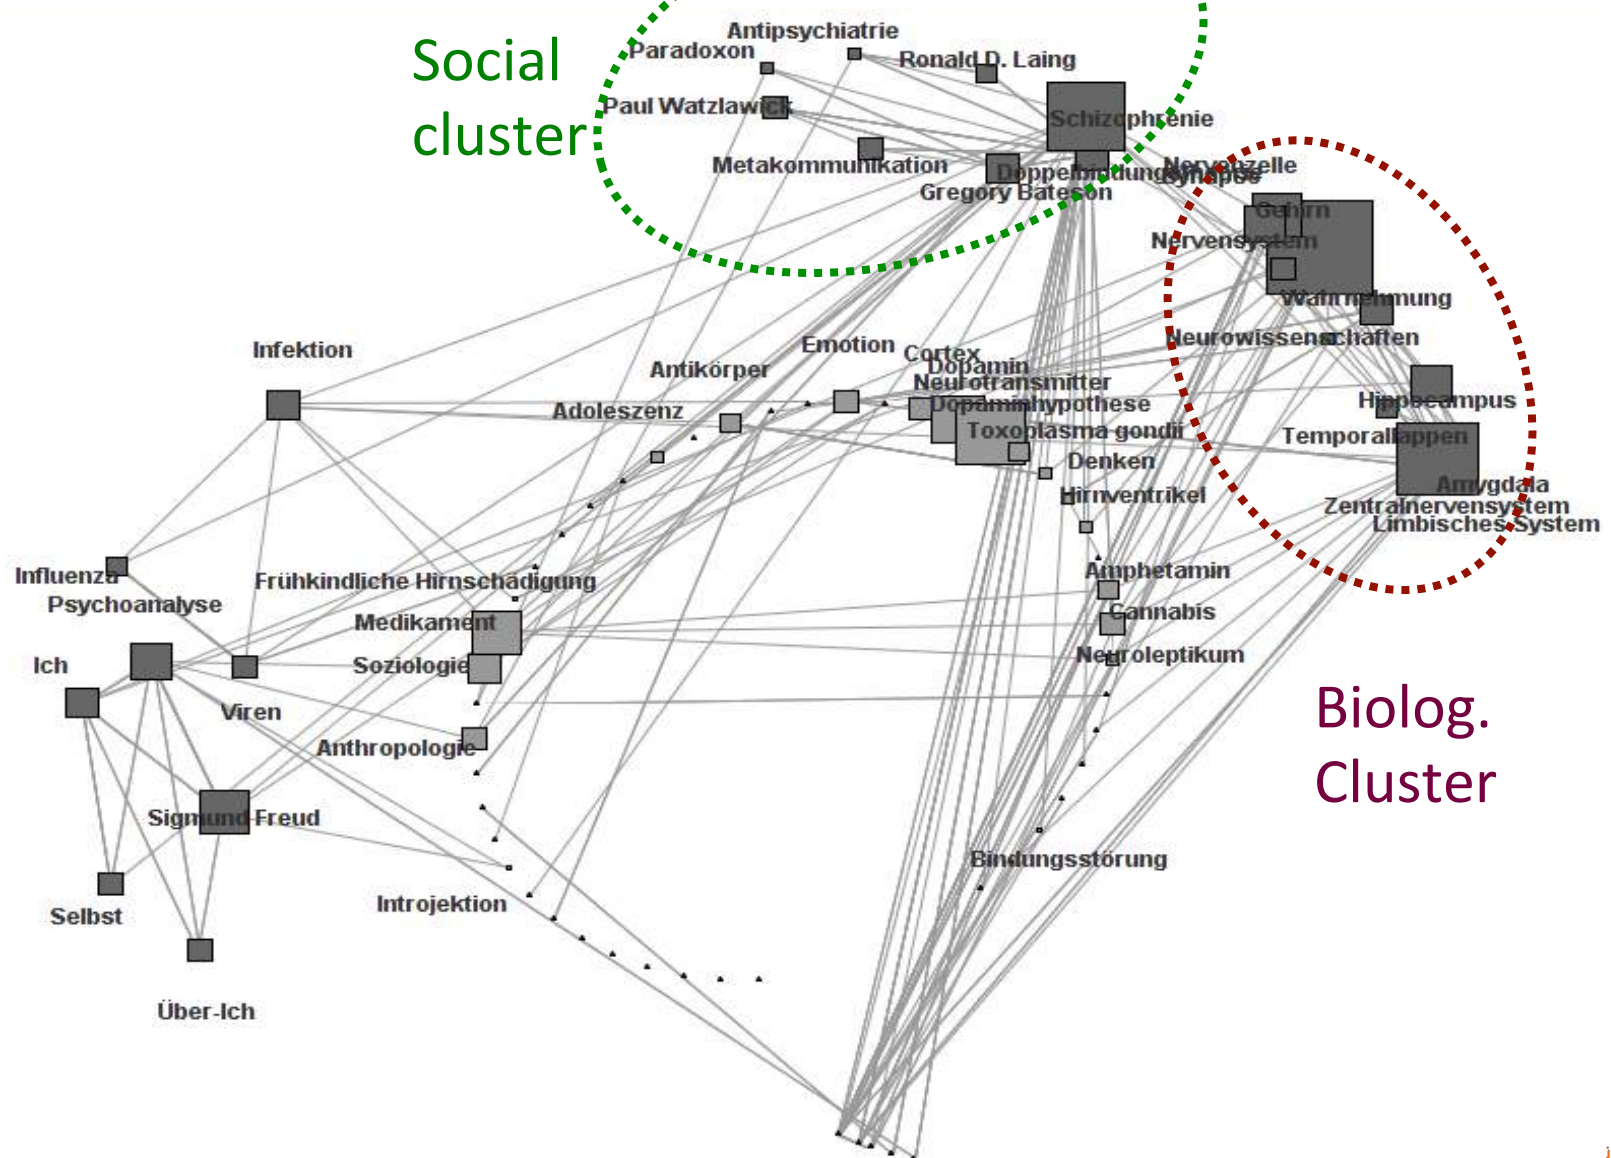 Social
cluster
Antipsychiatrie
Paradoxon
Ronald D. Laing
Paul Watzlawick
Schizophrenie
Metakommunikation
Doppelbindungstheorie
Nervenzelle
Synapse
Gregory Bateson
Gehirn
Nervensystem
Wahrnehmung
Neurowissenschaften
Infektion
Emotion
Cortex
Dopamin
Antikörper
Neurotransmitter
Adoleszenz
Dopaminhypothese
Hippocampus
Toxoplasma gondii
Temporallappen
Denken
Hirnventrikel
Amygdala
Zentralnervensystem
Limbisches System
Influenza
Frühkindliche Hirnschädigung
Amphetamin
Psychoanalyse
Medikament
Cannabis
Ich
Soziologie
Neuroleptikum
Viren
Biolog.
Cluster
Anthropologie
Sigmund Freud
Bindungsstörung
Selbst
Introjektion
Über-Ich